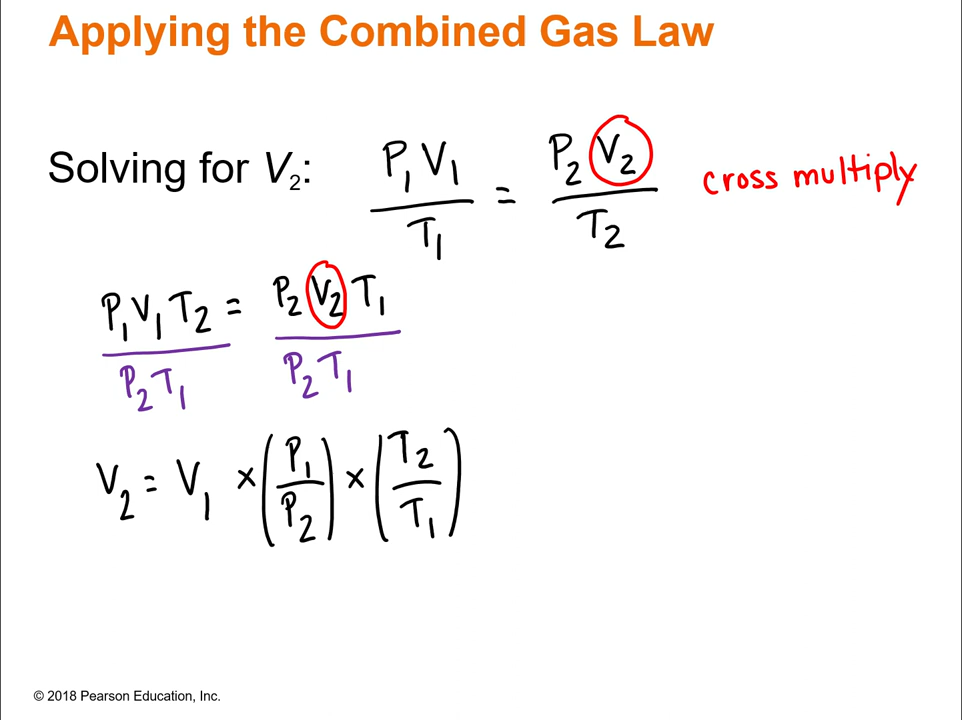 Applying the Combined Gas Law
Solving for V₂: P₁V₁/T₁ = P₂V₂/T₂ cross multiply
P₁V₁T₂/P₂T₁ = P₂V₂T₁/P₂T₁
V₂ = V₁ × (P₁/P₂) × (T₂/T₁)
© 2018 Pearson Education, Inc.